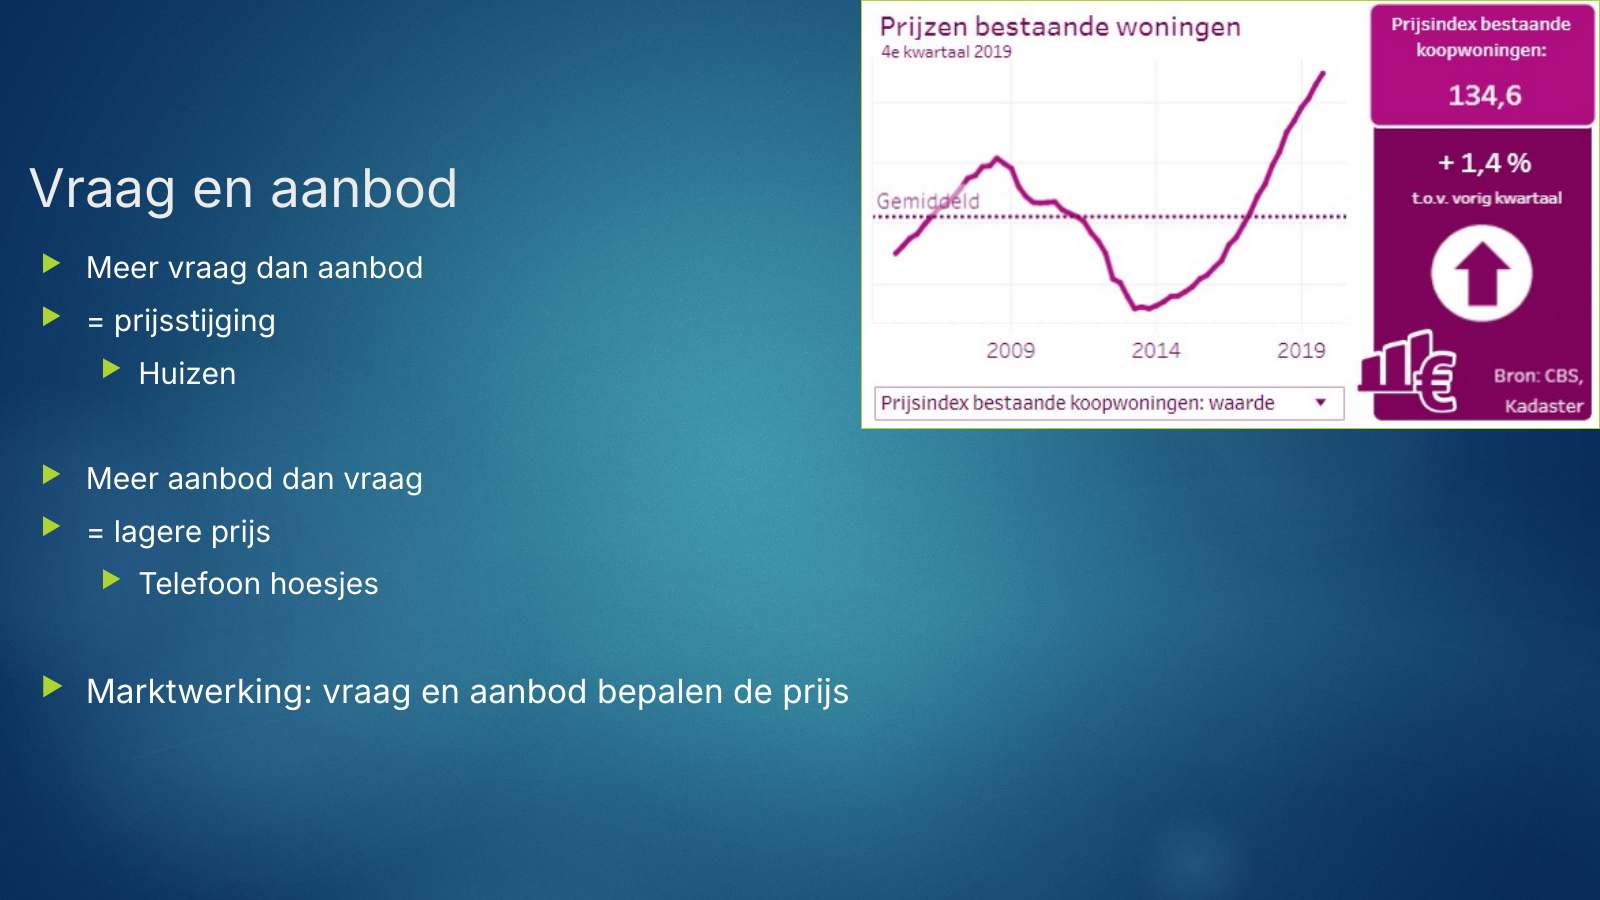 Vraag en aanbod
Meer vraag dan aanbod
= prijsstijging
Huizen
Meer aanbod dan vraag
= lagere prijs
Telefoon hoesjes
Marktwerking: vraag en aanbod bepalen de prijs
Prijzen bestaande woningen
4e kwartaal 2019
Gemiddeld
2009 2014 2019
Prijsindex bestaande koopwoningen: waarde
Prijsindex bestaande
koopwoningen:
134,6
+ 1,4 %
t.o.v. vorig kwartaal
Bron: CBS,
Kadaster